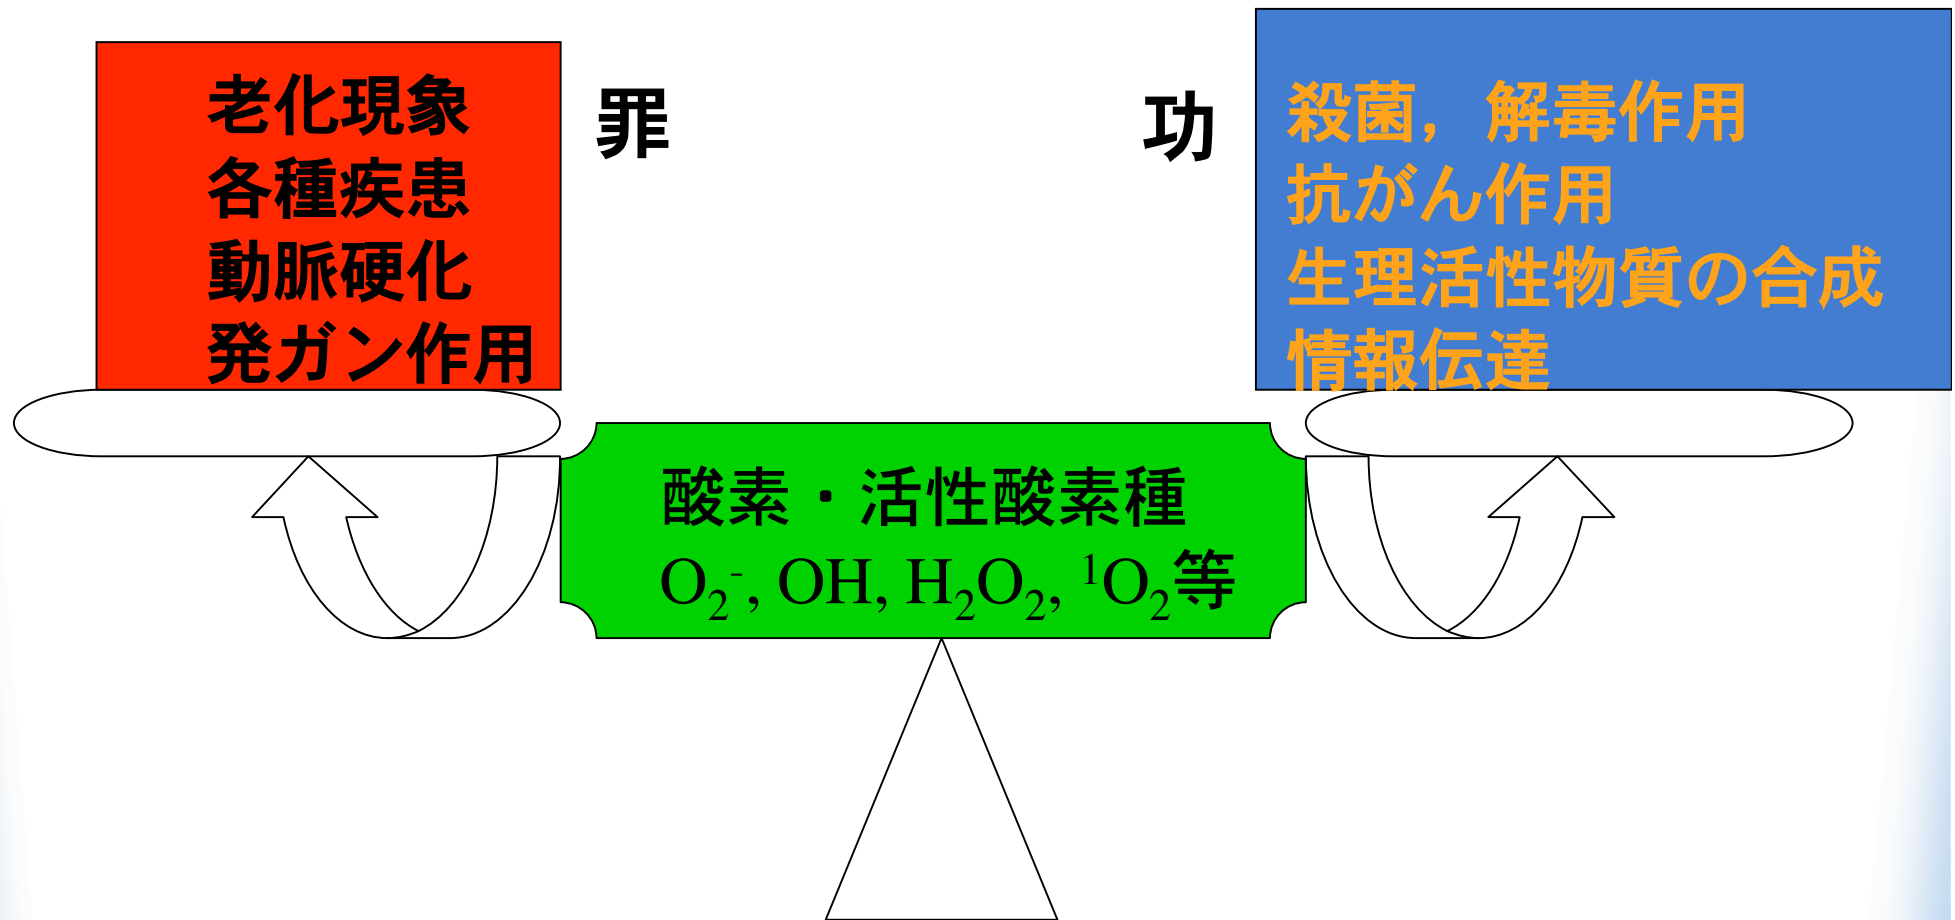 老化現象
各種疾患
動脈硬化
発ガン作用
罪
功
殺菌，解毒作用
抗がん作用
生理活性物質の合成
情報伝達
酸素・活性酸素種
O₂⁻, OH, H₂O₂, ¹O₂等